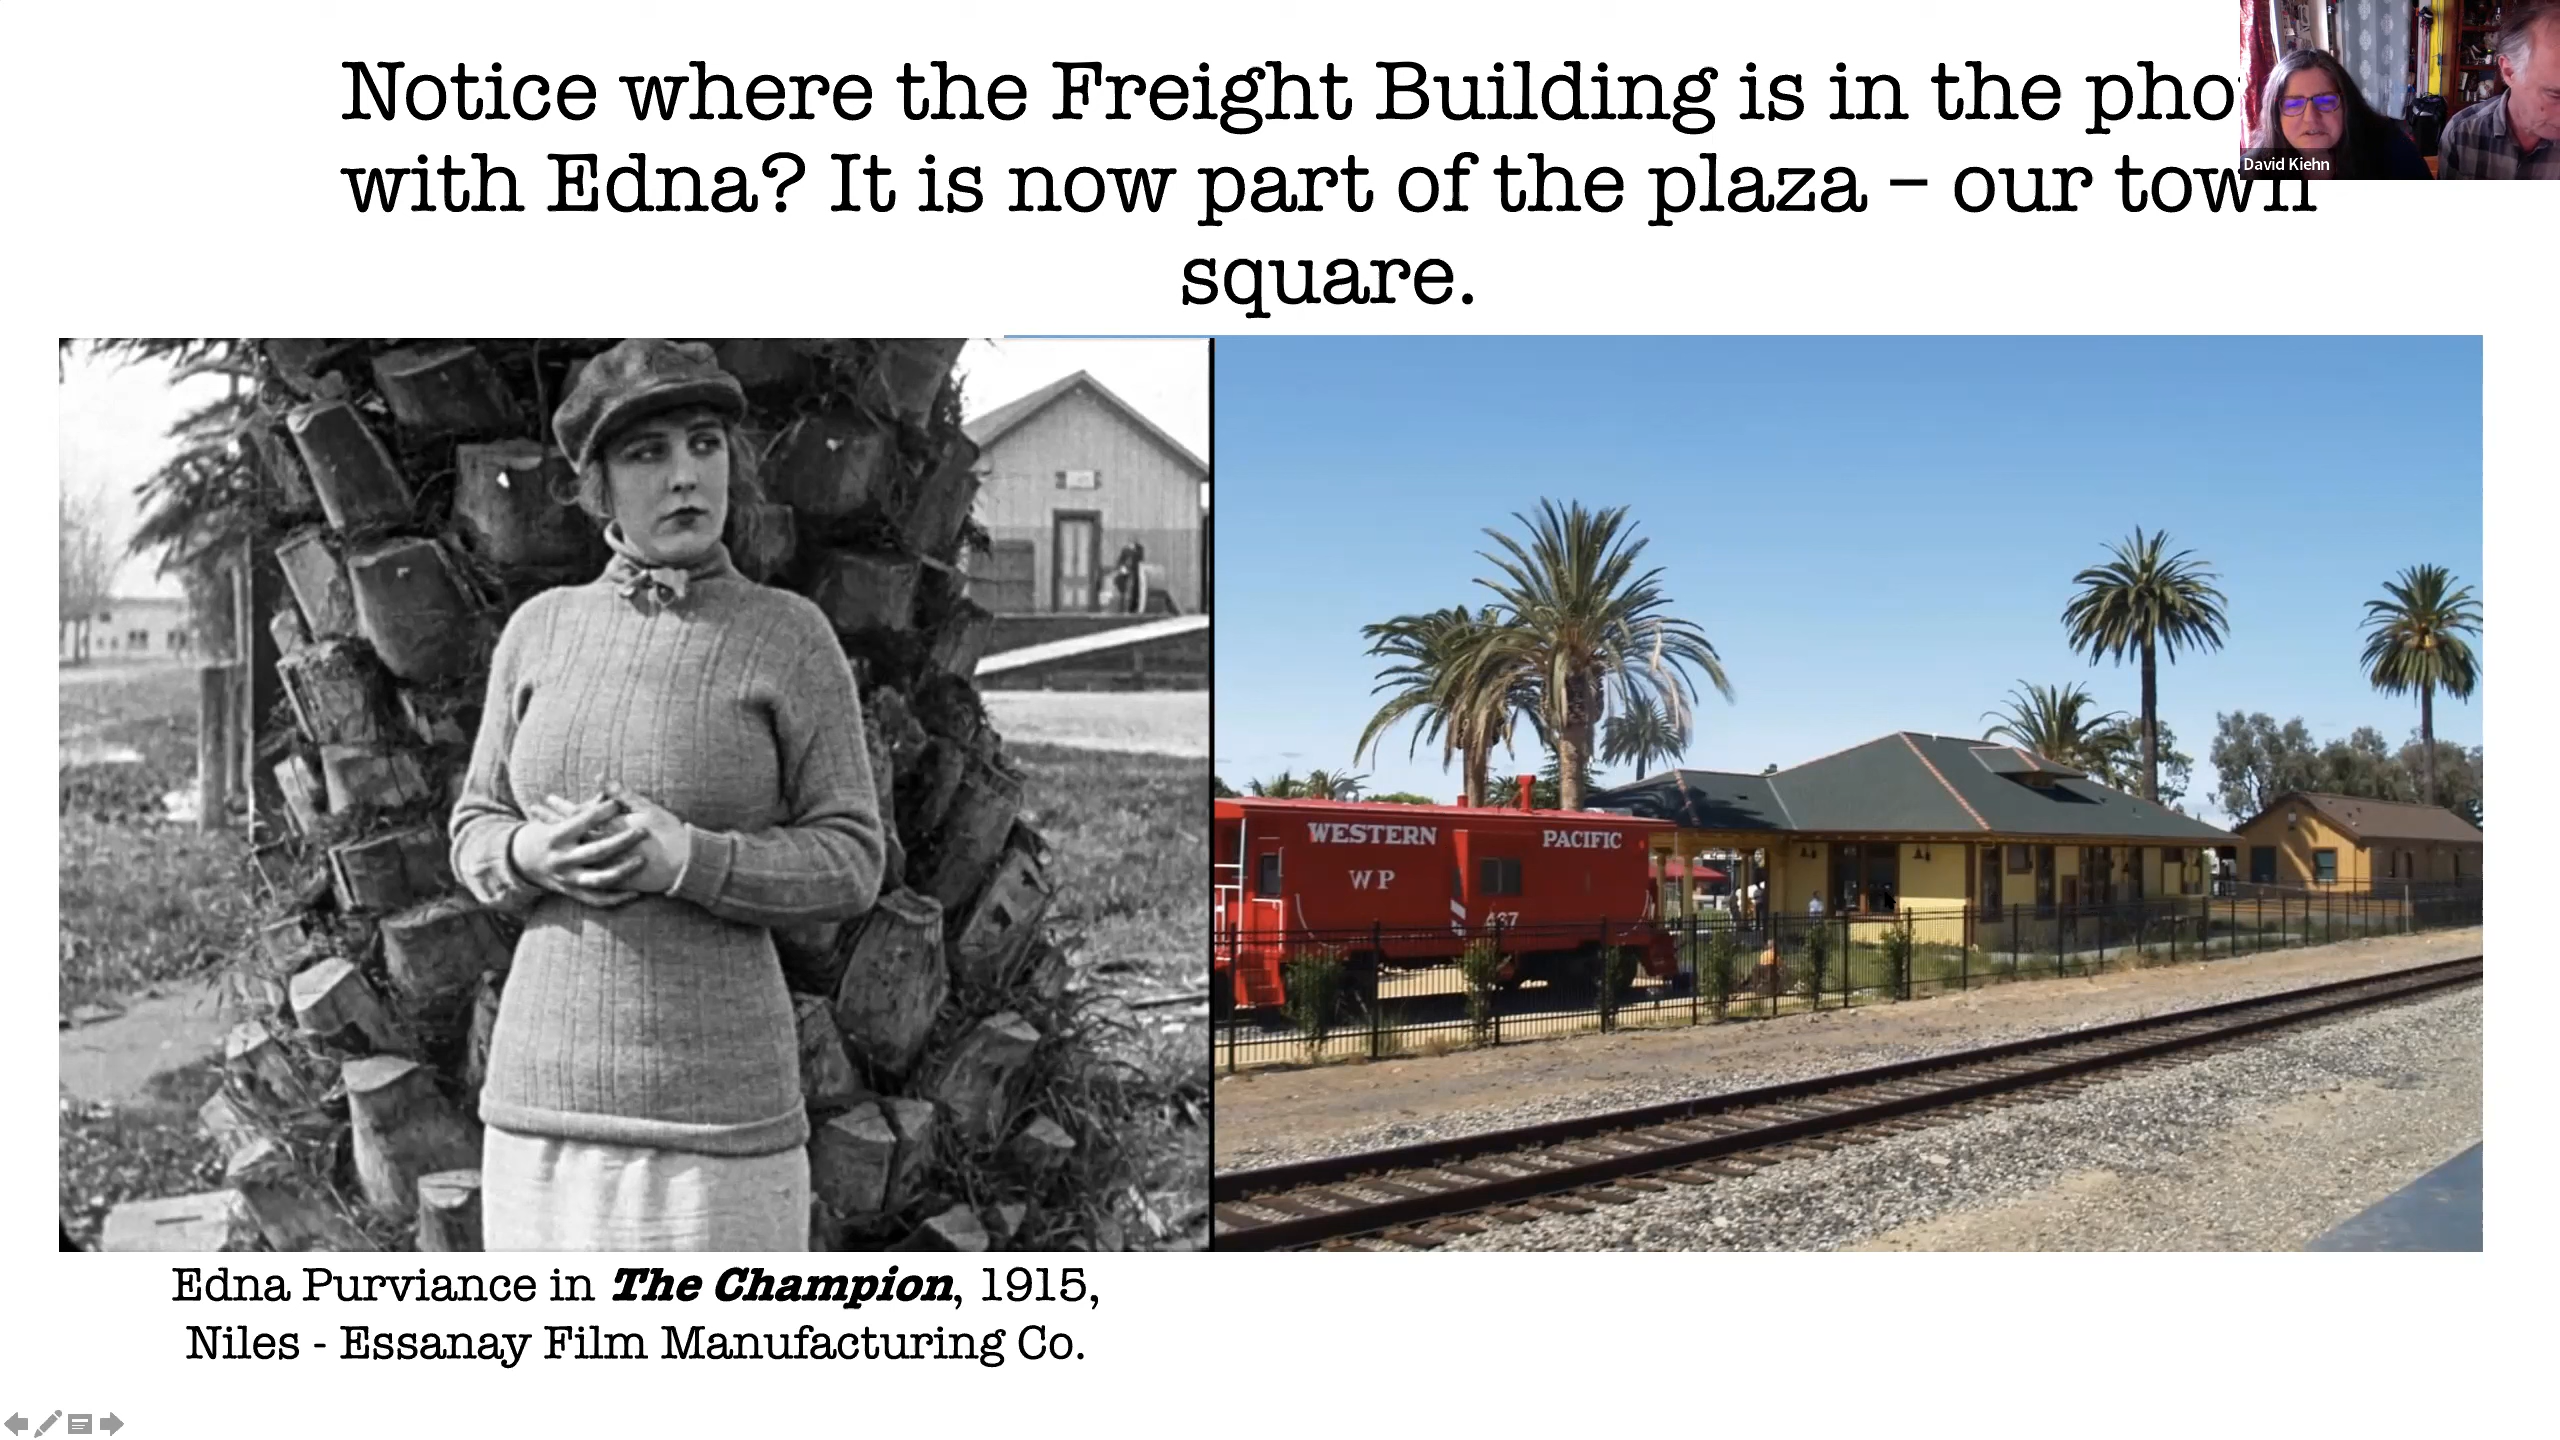 Notice where the Freight Building is in the pho
with Edna? It is now part of the plaza – our town
square.
David Kiehn
WESTERN PACIFIC
WP
437
Edna Purviance in The Champion, 1915,
Niles - Essanay Film Manufacturing Co.